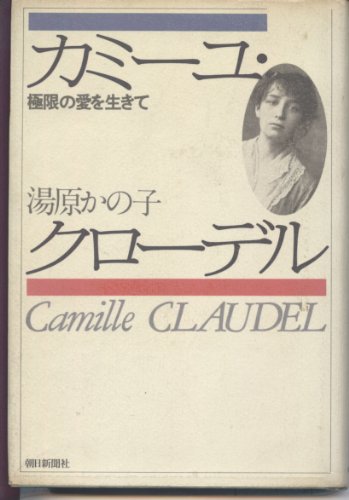 カミーユ・
極限の愛を生きて
湯原かの子
クローデル
Camille CLAUDEL
朝日新聞社